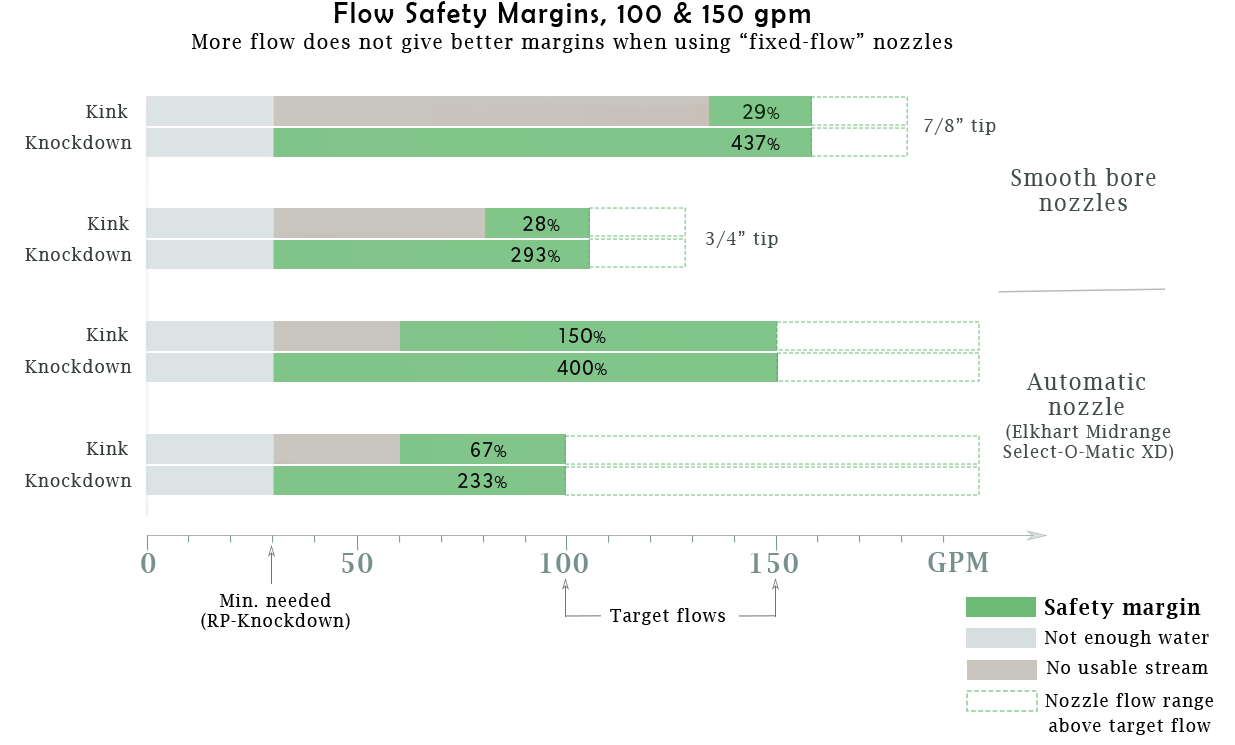 Flow Safety Margins, 100 & 150 gpm
More flow does not give better margins when using “fixed-flow” nozzles
Kink
29%
7/8” tip
Knockdown
437%
Smooth bore
nozzles
Kink
28%
3/4” tip
Knockdown
293%
Kink
150%
Knockdown
400%
Automatic
nozzle
(Elkhart Midrange
Select-O-Matic XD)
Kink
67%
Knockdown
233%
0 50 100 150 GPM
Min. needed
(RP-Knockdown)
Target flows
Safety margin
Not enough water
No usable stream
Nozzle flow range
above target flow